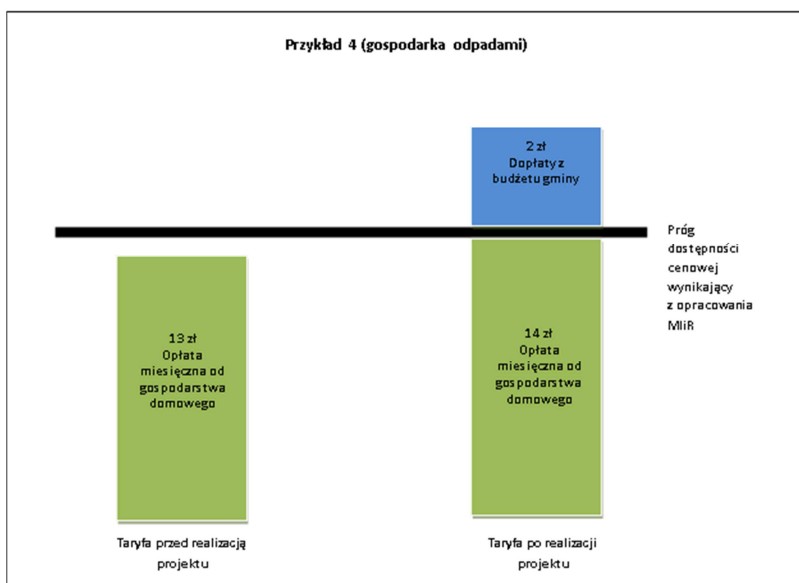 Przykład 4 (gospodarka odpadami)
2 zł
Dopłaty z
budżetu gminy
Próg
dostępności
cenowej
wynikający
z opracowania
MIiR
13 zł
Opłata
miesięczna od
gospodarstwa
domowego
14 zł
Opłata
miesięczna od
gospodarstwa
domowego
Taryfa przed realizacją
projektu
Taryfa po realizacji
projektu